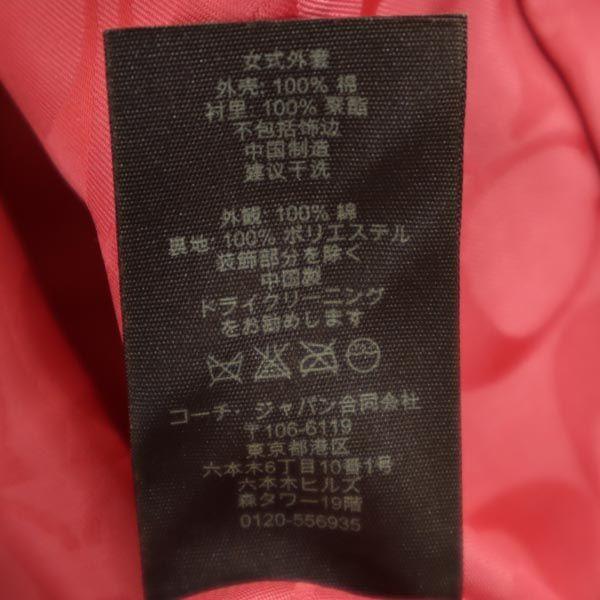 女式外套
外壳: 100% 棉
衬里: 100% 聚酯
不包括饰边
中国制造
建议干洗
外観: 100% 綿
裏地: 100% ポリエステル
装飾部分を除く
中国製
ドライクリーニング
をお勧めします
コーチ・ジャパン合同会社
〒106-6119
東京都港区
六本木6丁目10番1号
六本木ヒルズ
森タワー19階
0120-556935